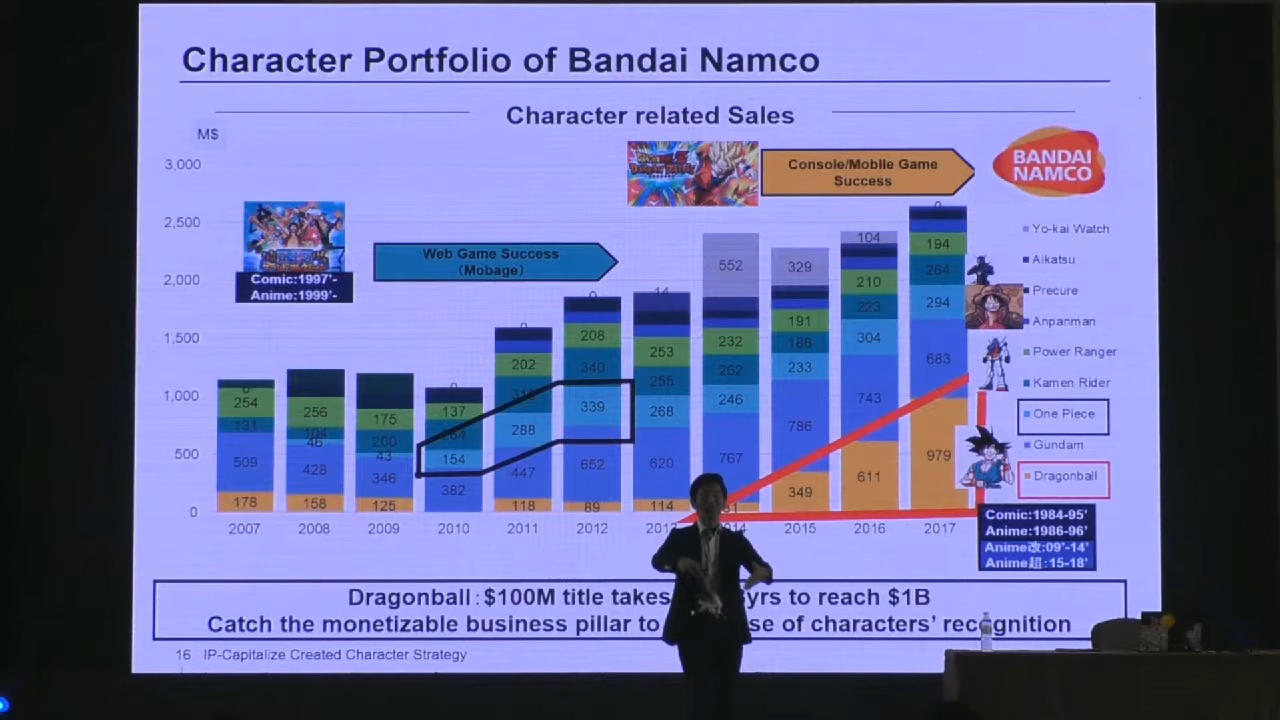 Character Portfolio of Bandai Namco
Character related Sales
M$
3,000
2,500
2,000
1,500
1,000
500
0
Comic:1997'-
Anime:1999'-
Web Game Success
(Mobage)
Console/Mobile Game
Success
BANDAI
NAMCO
254
131
509
178
256
104
46
428
158
175
200
43
346
125
0
137
264
154
382
0
202
288
447
118
0
208
340
339
652
89
14
253
255
268
620
114
552
232
262
246
767
329
191
186
233
786
349
104
210
223
304
743
611
0
194
264
294
683
979
2007
2008
2009
2010
2011
2012
2015
2016
2017
Yo-kai Watch
Aikatsu
Precure
Anpanman
Power Ranger
Kamen Rider
One Piece
Gundam
Dragonball
Comic:1984-95'
Anime:1986-96'
Anime改:09'-14'
Anime超:15-18'
Dragonball:$100M title takes yrs to reach $1B
Catch the monetizable business pillar to of characters' recognition
16 IP-Capitalize Created Character Strategy